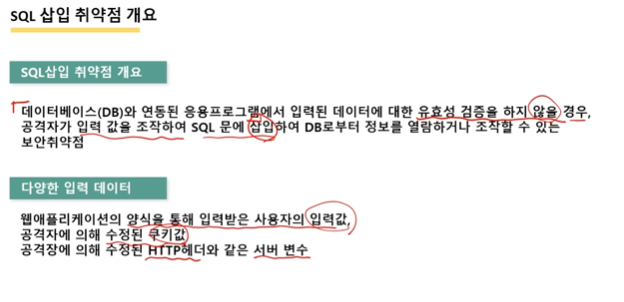 SQL 삽입 취약점 개요
SQL삽입 취약점 개요
데이터베이스(DB)와 연동된 응용프로그램에서 입력된 데이터에 대한 유효성 검증을 하지 않을 경우,
공격자가 입력 값을 조작하여 SQL 문에 삽입하여 DB로부터 정보를 열람하거나 조작할 수 있는
보안취약점
다양한 입력 데이터
웹애플리케이션의 양식을 통해 입력받은 사용자의 입력값,
공격자에 의해 수정된 쿠키값
공격장에 의해 수정된 HTTP헤더와 같은 서버 변수